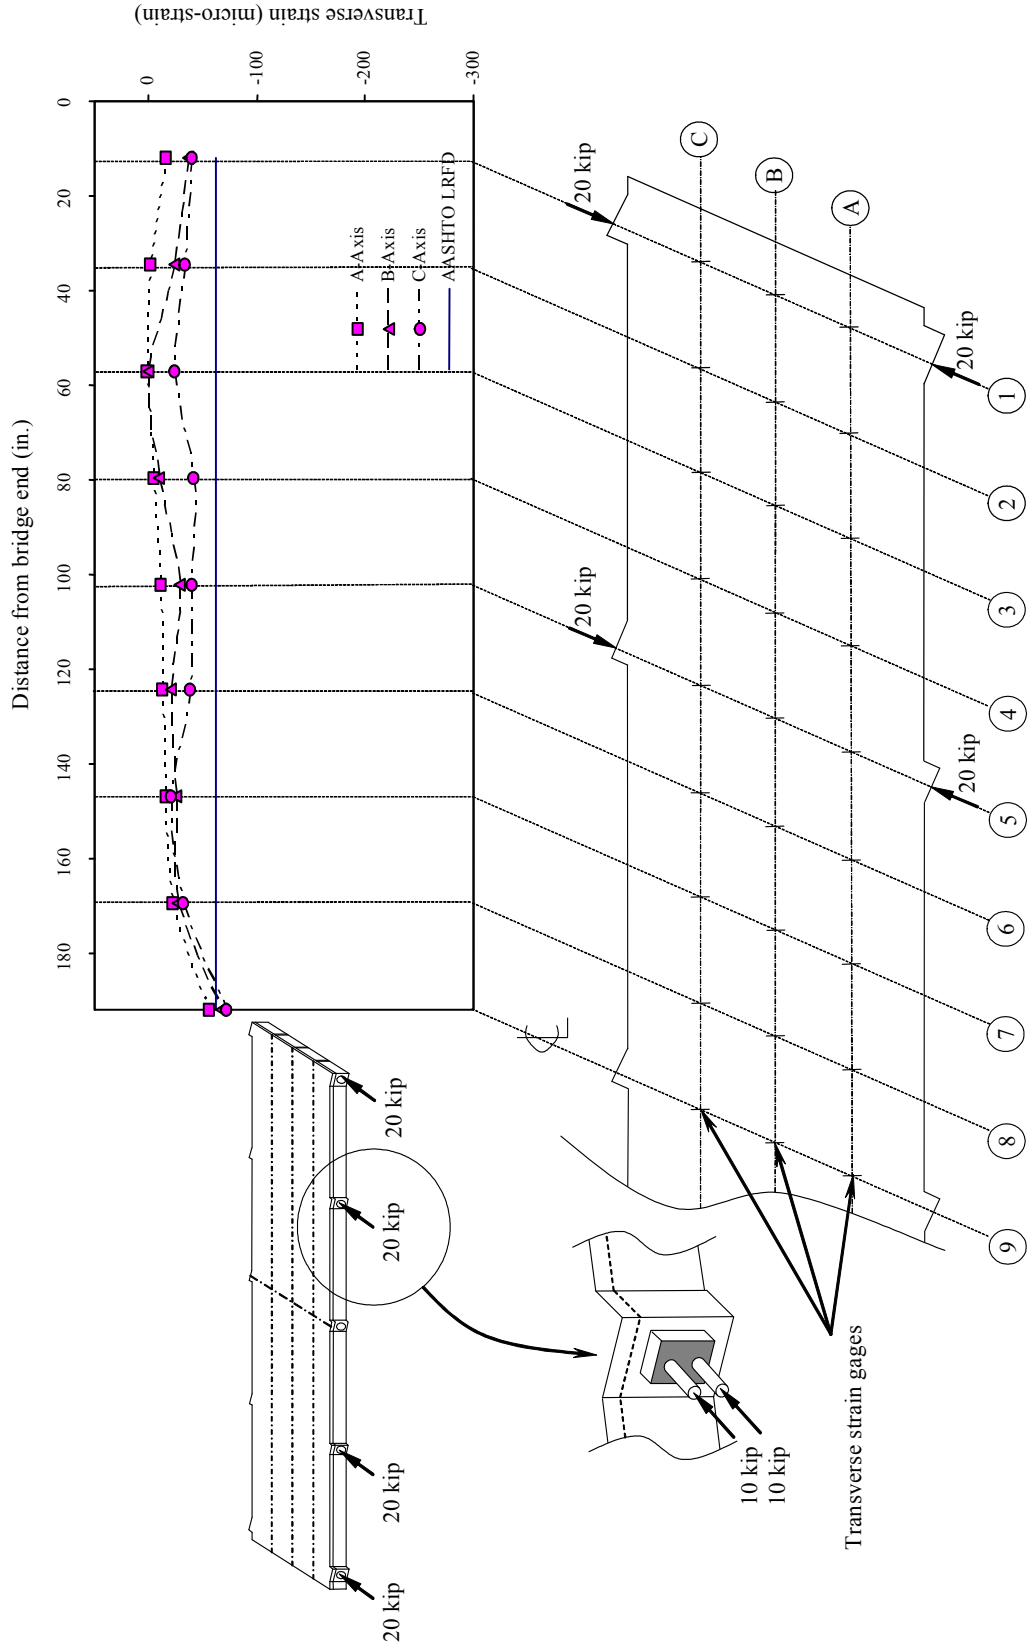 Distance from bridge end (in.)
0
20
40
60
80
100
120
140
160
180
Transverse strain (micro-strain)
0
-100
-200
-300
A-Axis
B-Axis
C-Axis
AASHTO LRFD
20 kip
20 kip
20 kip
20 kip
20 kip
20 kip
20 kip
20 kip
10 kip
10 kip
Transverse strain gages
CL
C
B
A
1
2
3
4
5
6
7
8
9